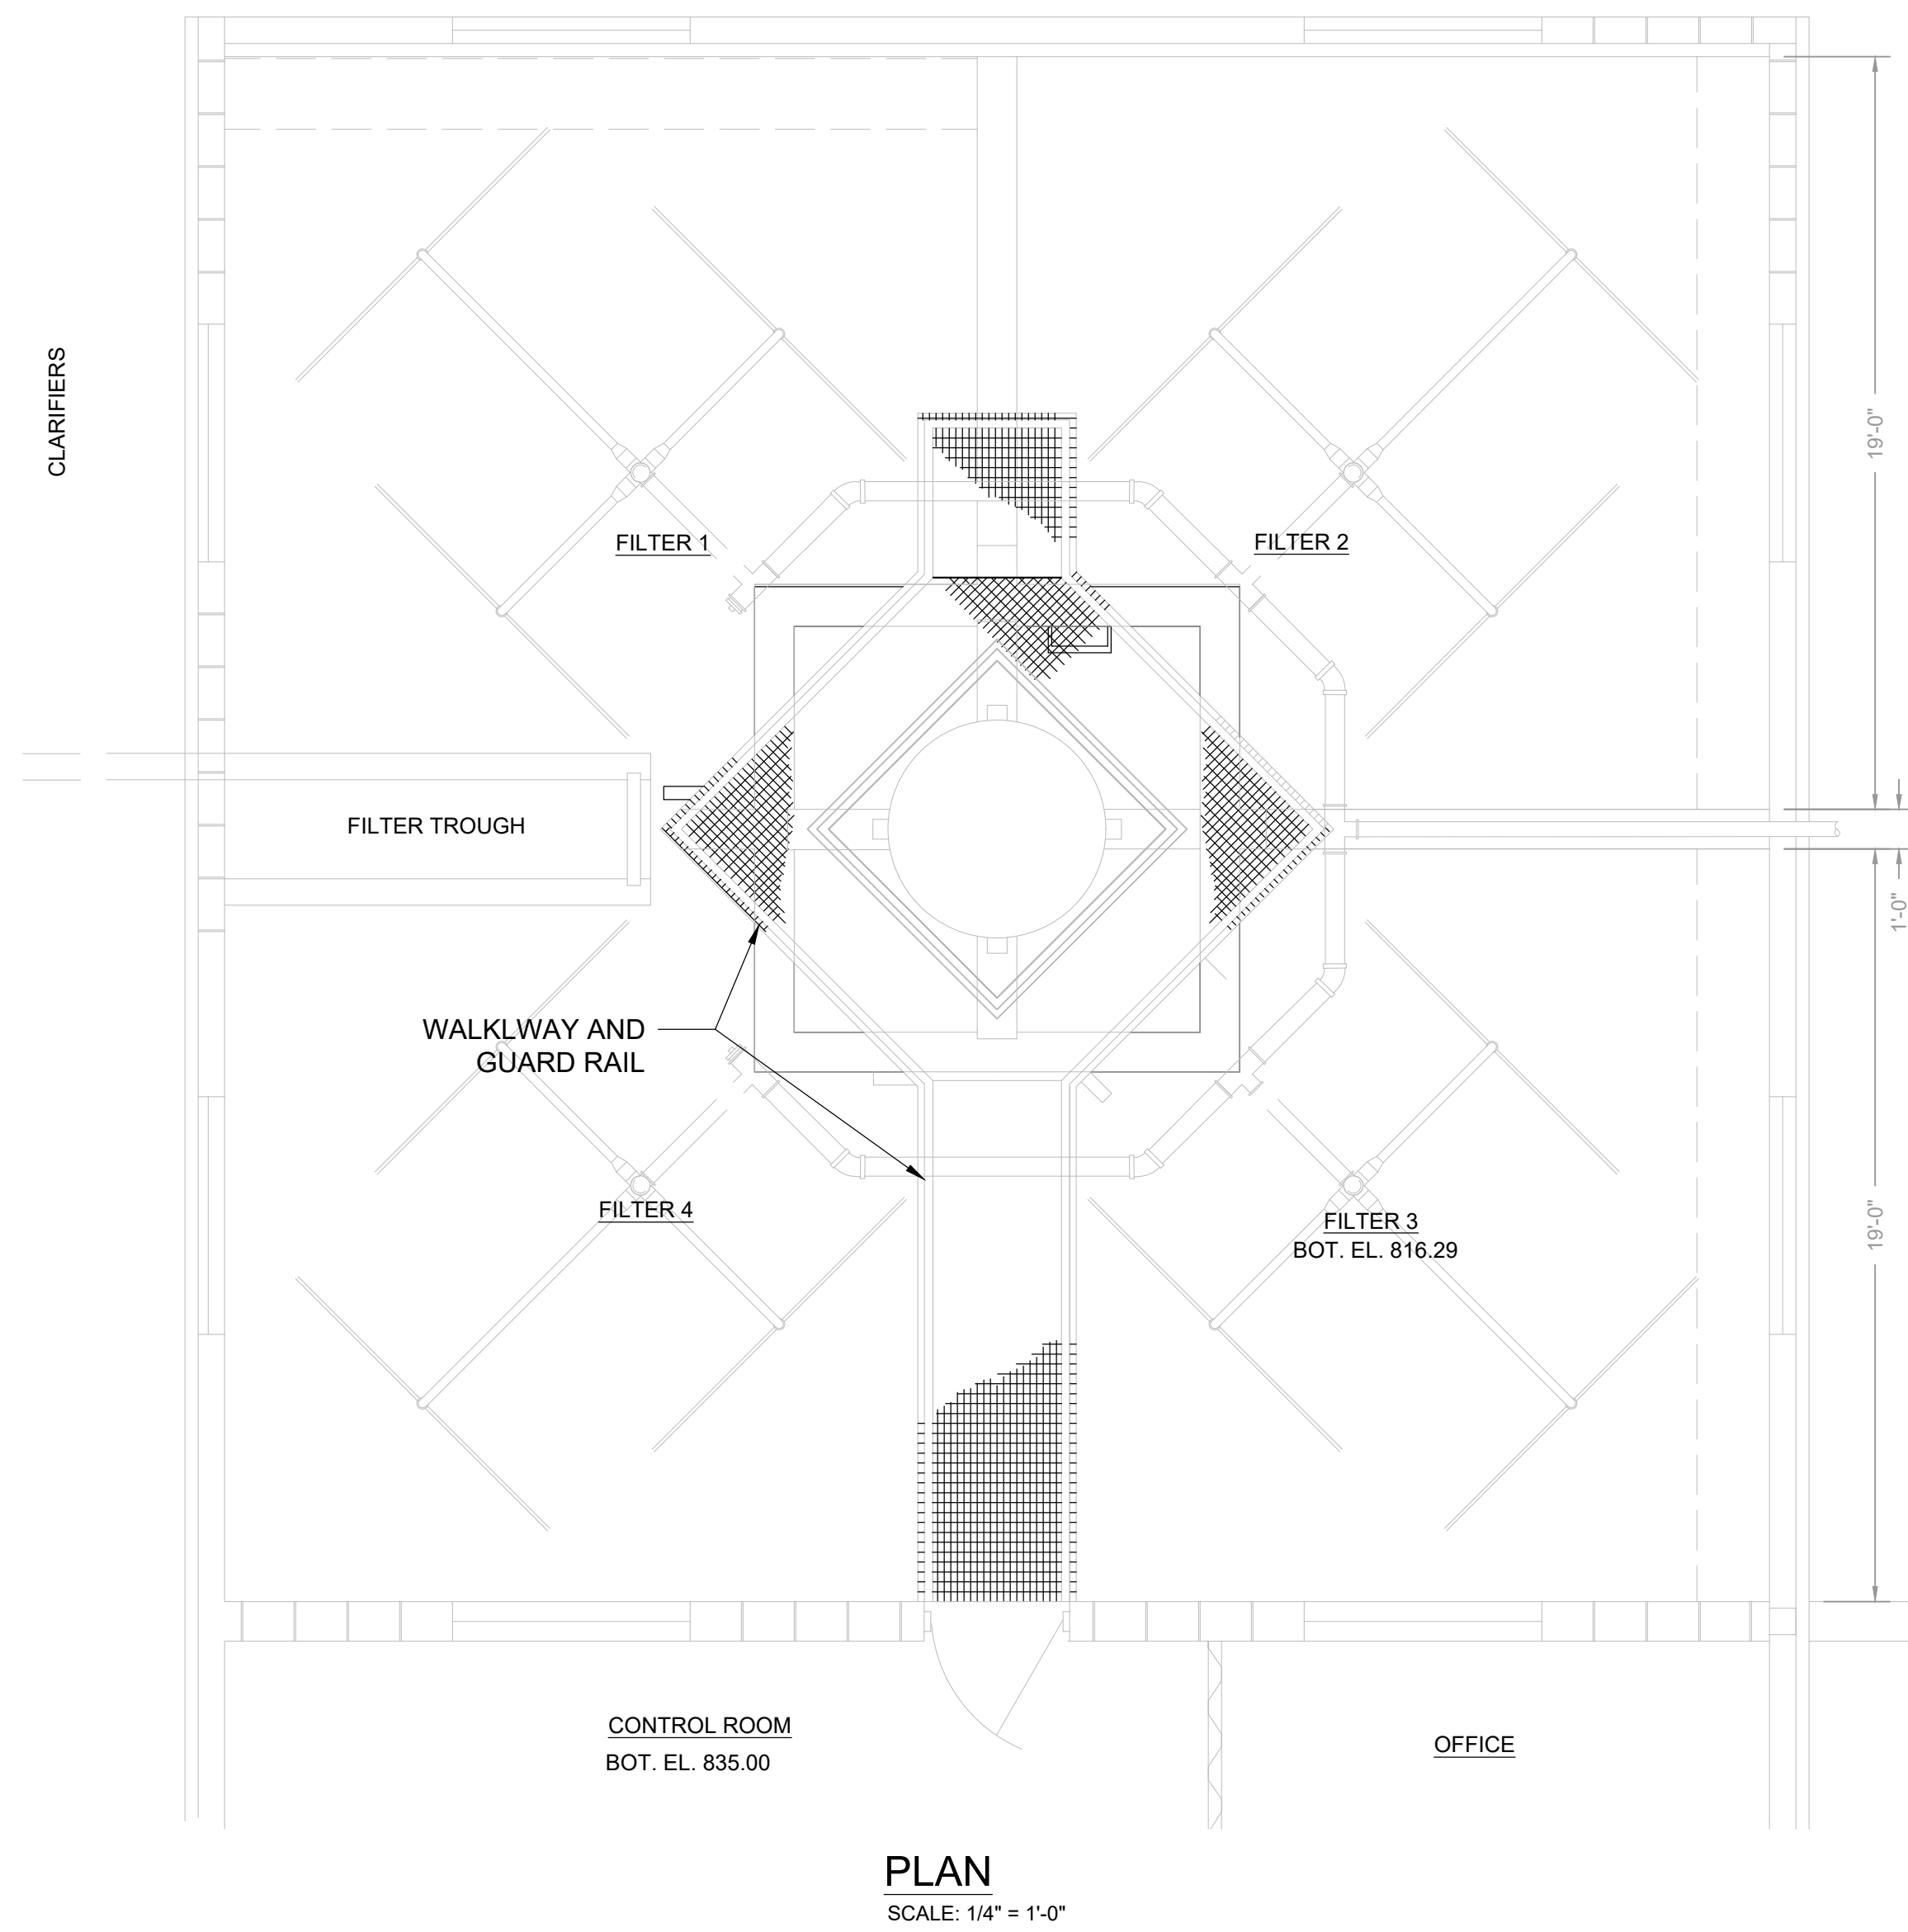 CLARIFIERS
19'-0"
FILTER 1
FILTER 2
FILTER TROUGH
1'-0"
WALKLWAY AND
GUARD RAIL
FILTER 4
FILTER 3
BOT. EL. 816.29
19'-0"
CONTROL ROOM
BOT. EL. 835.00
OFFICE
PLAN
SCALE: 1/4" = 1'-0"